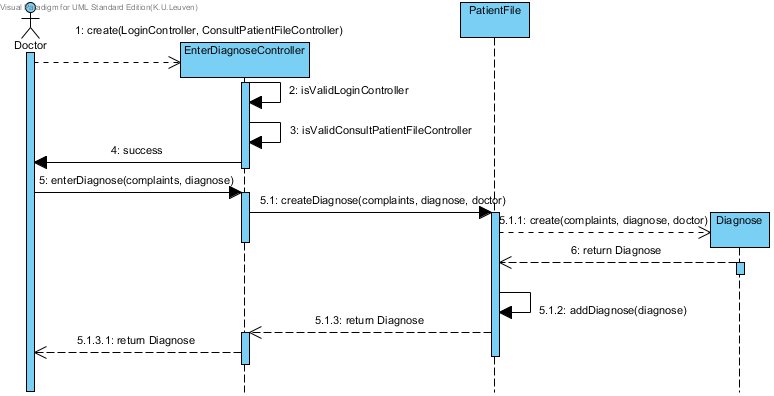 Visual Paradigm for UML Standard Edition(K.U.Leuven)
PatientFile
1: create(LoginController, ConsultPatientFileController)
Doctor
EnterDiagnoseController
2: isValidLoginController
3: isValidConsultPatientFileController
4: success
5: enterDiagnose(complaints, diagnose)
5.1: createDiagnose(complaints, diagnose, doctor)
5.1.1: create(complaints, diagnose, doctor)
Diagnose
6: return Diagnose
5.1.2: addDiagnose(diagnose)
5.1.3: return Diagnose
5.1.3.1: return Diagnose